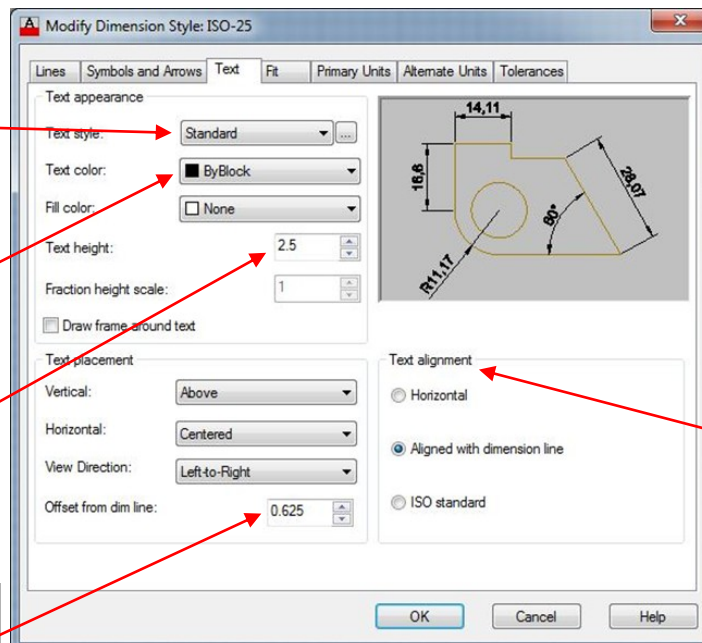 Modify Dimension Style: ISO-25
Lines Symbols and Arrows Text Fit Primary Units Alternate Units Tolerances
Text appearance
Text style: Standard ...
Text color: ByBlock
Fill color: None
Text height: 2.5
Fraction height scale: 1
Draw frame around text
14,11
16,6
28,07
60°
R11,17
Text placement
Vertical: Above
Horizontal: Centered
View Direction: Left-to-Right
Offset from dim line: 0.625
Text alignment
Horizontal
Aligned with dimension line
ISO standard
OK Cancel Help